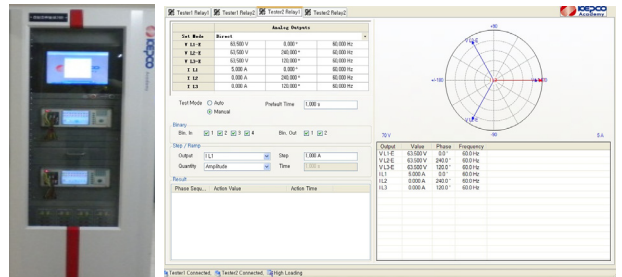 Tester1 Relay1 Tester1 Relay2 Tester2 Relay1 Tester2 Relay2
KEPCO Academy
Analog Outputs
Set Mode Direct
V L1-E 63,500 V 0,000 ° 60,000 Hz
V L2-E 63,500 V 240,000 ° 60,000 Hz
V L3-E 63,500 V 120,000 ° 60,000 Hz
I L1 5,000 A 0,000 ° 60,000 Hz
I L2 0,000 A 240,000 ° 60,000 Hz
I L3 0,000 A 120,000 ° 60,000 Hz
Test Mode Auto Prefault Time 1,000 s
Manual
Binary
Bin. In 1 2 3 4 Bin. Out 1 2
Step / Ramp
Output I L1 Step 1,000 A
Quantity Amplitude Time 1,000 s
Result
Phase Sequ... Action Value Action Time
+90
+/-180
-90
70 V 5 A
Output Value Phase Frequency
V L1-E 63.500 V 0.0 ° 60.0 Hz
V L2-E 63.500 V 240.0 ° 60.0 Hz
V L3-E 63.500 V 120.0 ° 60.0 Hz
I L1 5.000 A 0.0 ° 60.0 Hz
I L2 0.000 A 240.0 ° 60.0 Hz
I L3 0.000 A 120.0 ° 60.0 Hz
Tester1 Connected, Tester2 Connected, High Loading